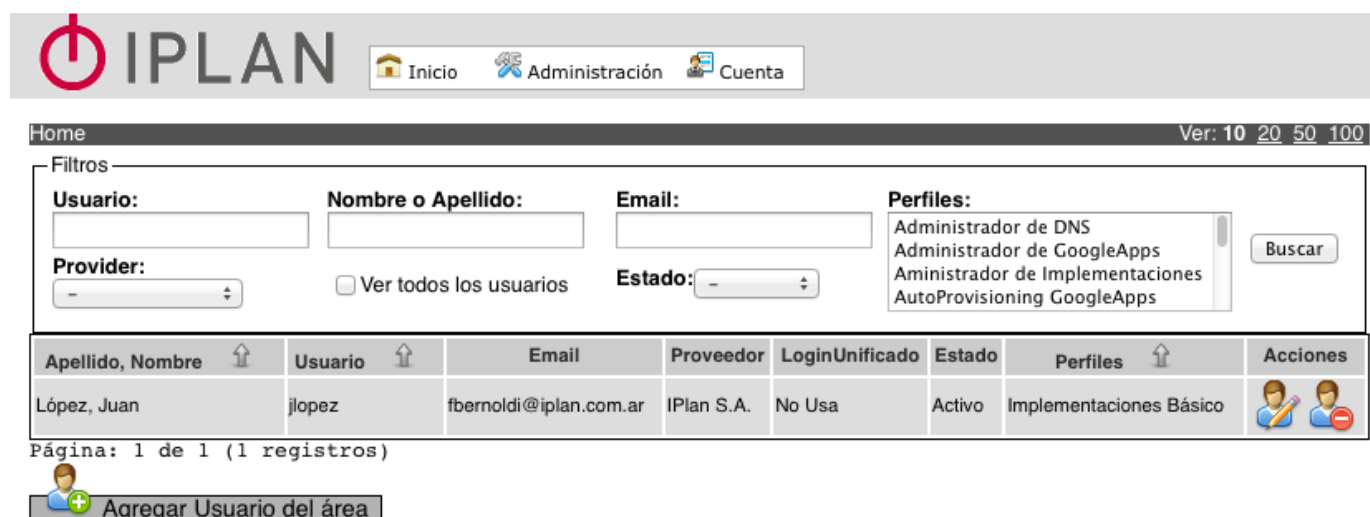 IPLAN
Inicio Administración Cuenta
Home Ver: 10 20 50 100
Filtros
Usuario: Nombre o Apellido: Email: Perfiles:
Administrador de DNS
Administrador de GoogleApps
Aministrador de Implementaciones
AutoProvisioning GoogleApps
Buscar
Provider:
–
Ver todos los usuarios
Estado: –
Apellido, Nombre Usuario Email Proveedor LoginUnificado Estado Perfiles Acciones
López, Juan jlopez fbernoldi@iplan.com.ar IPlan S.A. No Usa Activo Implementaciones Básico
Página: 1 de 1 (1 registros)
Agregar Usuario del área